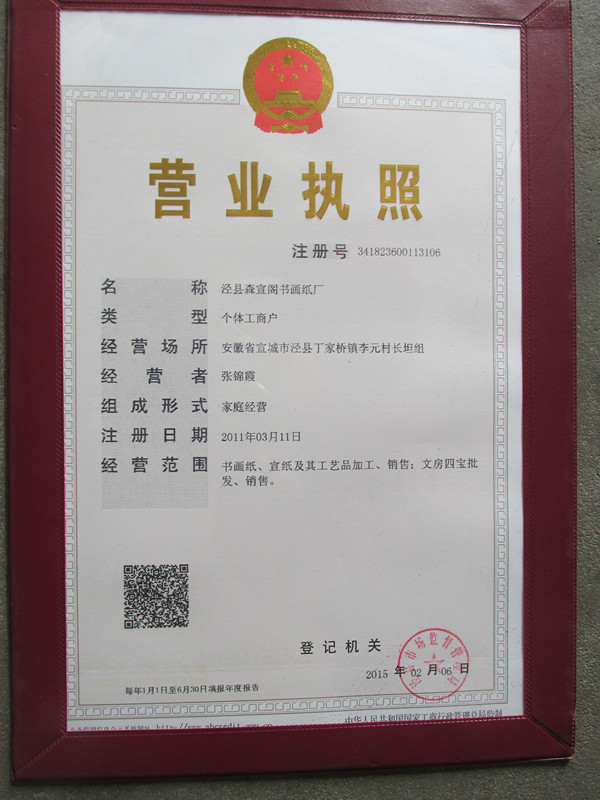 营业执照
注册号 341823600113106
名称 泾县森宣阁书画纸厂
类型 个体工商户
经营场所 安徽省宣城市泾县丁家桥镇李元村长坦组
经营者 张锦霞
组成形式 家庭经营
注册日期 2011年03月11日
经营范围 书画纸、宣纸及其工艺品加工、销售；文房四宝批
发、销售。
登记机关
市场监督管理局
2015 年 02 月 06 日
每年1月1日至6月30日填报年度报告
中华人民共和国国家工商行政管理总局监制